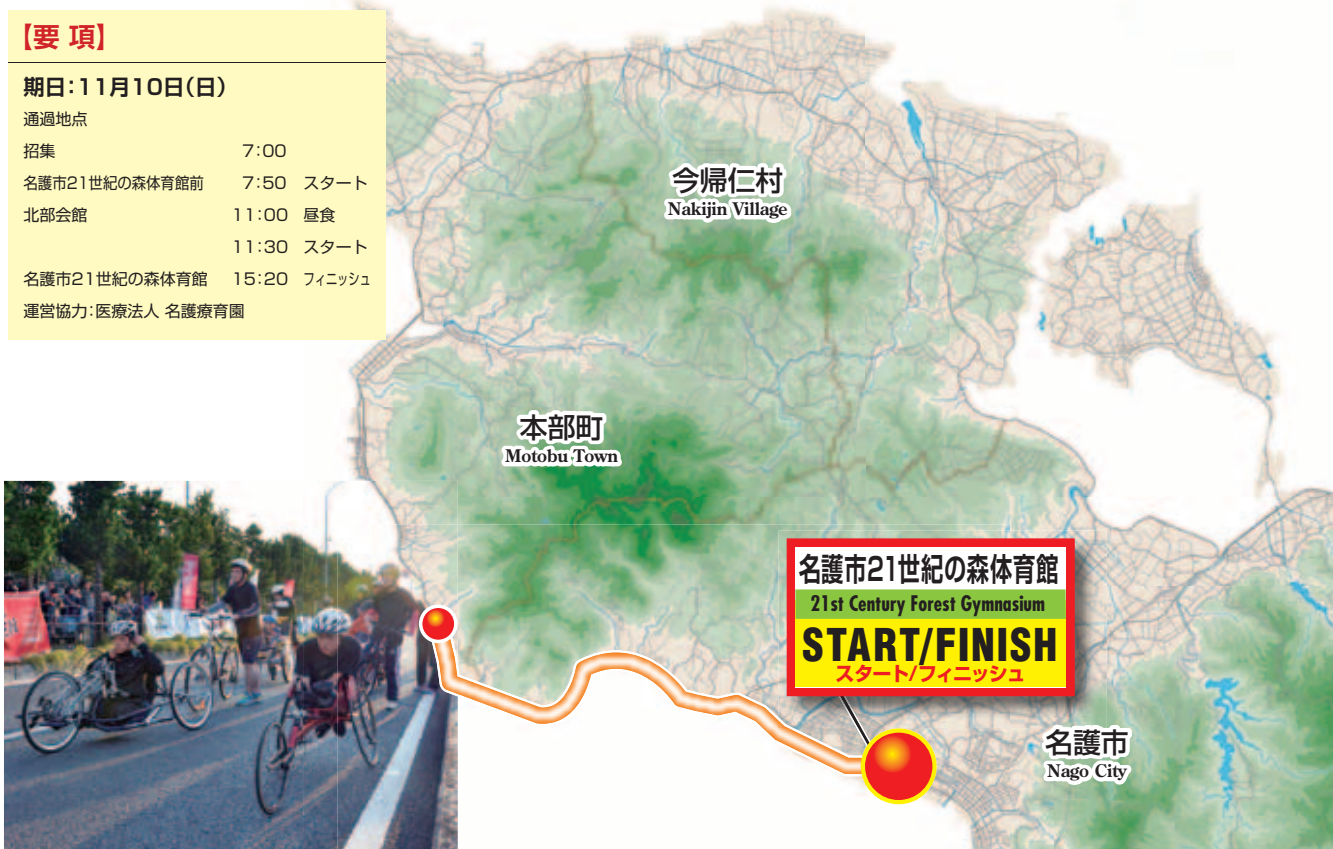 【要 項】
期日:11月10日(日)
通過地点
招集 7:00
名護市21世紀の森体育館前 7:50 スタート
北部会館 11:00 昼食
11:30 スタート
名護市21世紀の森体育館 15:20 フィニッシュ
運営協力:医療法人 名護療育園
今帰仁村
Nakijin Village
本部町
Motobu Town
名護市21世紀の森体育館
21st Century Forest Gymnasium
START/FINISH
スタート/フィニッシュ
名護市
Nago City